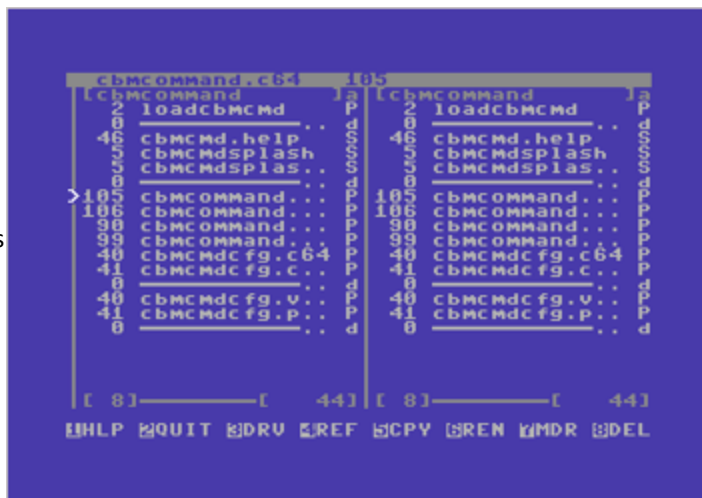 cbmcommand.c64 105
[cbmcommand ]a [cbmcommand ]a
2 loadcbmcmd P 2 loadcbmcmd P
0 .. d 0 .. d
46 cbmcmd.help S 46 cbmcmd.help S
5 cbmcmdsplash S 5 cbmcmdsplash S
5 cbmcmdsplas.. S 5 cbmcmdsplas.. S
0 .. d 0 .. d
>105 cbmcommand... P 105 cbmcommand... P
106 cbmcommand... P 106 cbmcommand... P
90 cbmcommand... P 90 cbmcommand... P
s 99 cbmcommand... P 99 cbmcommand... P
40 cbmcmdcfg.c64 P 40 cbmcmdcfg.c64 P
41 cbmcmdcfg.c.. P 41 cbmcmdcfg.c.. P
0 .. d 0 .. d
40 cbmcmdcfg.v.. P 40 cbmcmdcfg.v.. P
41 cbmcmdcfg.p.. P 41 cbmcmdcfg.p.. P
0 .. d 0 .. d
[ 8] [ 44] [ 8] [ 44]
1HLP 2QUIT 3DRV 4REF 5CPY 6REN 7MDR 8DEL